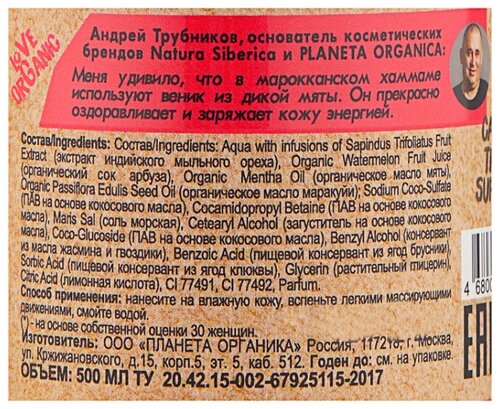 LOVE
ORGANIC
Андрей Трубников, основатель косметических
брендов Natura Siberica и PLANETA ORGANICA:
Меня удивило, что в марокканском хаммаме
используют веник из дикой мяты. Он прекрасно
оздоравливает и заряжает кожу энергией.
Состав/Ingredients: Состав/Ingredients: Aqua with infusions of Sapindus Trifoliatus Fruit
Extract (экстракт индийского мыльного ореха), Organic Watermelon Fruit Juice
(органический сок арбуза), Organic Mentha Oil (органическое масло мяты),
Organic Passiflora Edulis Seed Oil (органическое масло маракуйи); Sodium Coco-Sulfate
(ПАВ на основе кокосового масла), Cocamidopropyl Betaine (ПАВ на основе кокосового
масла), Maris Sal (соль морская), Cetearyl Alcohol (загуститель на основе кокосового
масла), Coco-Glucoside (ПАВ на основе кокосового масла), Benzyl Alcohol (консервант
из масла жасмина и гвоздики), Benzoic Acid (пищевой консервант из ягод брусники),
Sorbic Acid (пищевой консервант из ягод клюквы), Glycerin (растительный глицерин),
Citric Acid (лимонная кислота), CI 77491, CI 77492, Parfum.
Способ применения: нанесите на влажную кожу, вспеньте легкими массирующими
движениями, смойте водой.
(*) - на основе собственной оценки 30 женщин.
Изготовитель: ООО «ПЛАНЕТА ОРГАНИКА» Россия, 117218, г. Москва,
ул. Кржижановского, д.15, корп.5, эт. 5, каб. 512. Годен до: см. на упаковке.
ОБЪЕМ: 500 МЛ ТУ 20.42.15-002-67925115-2017